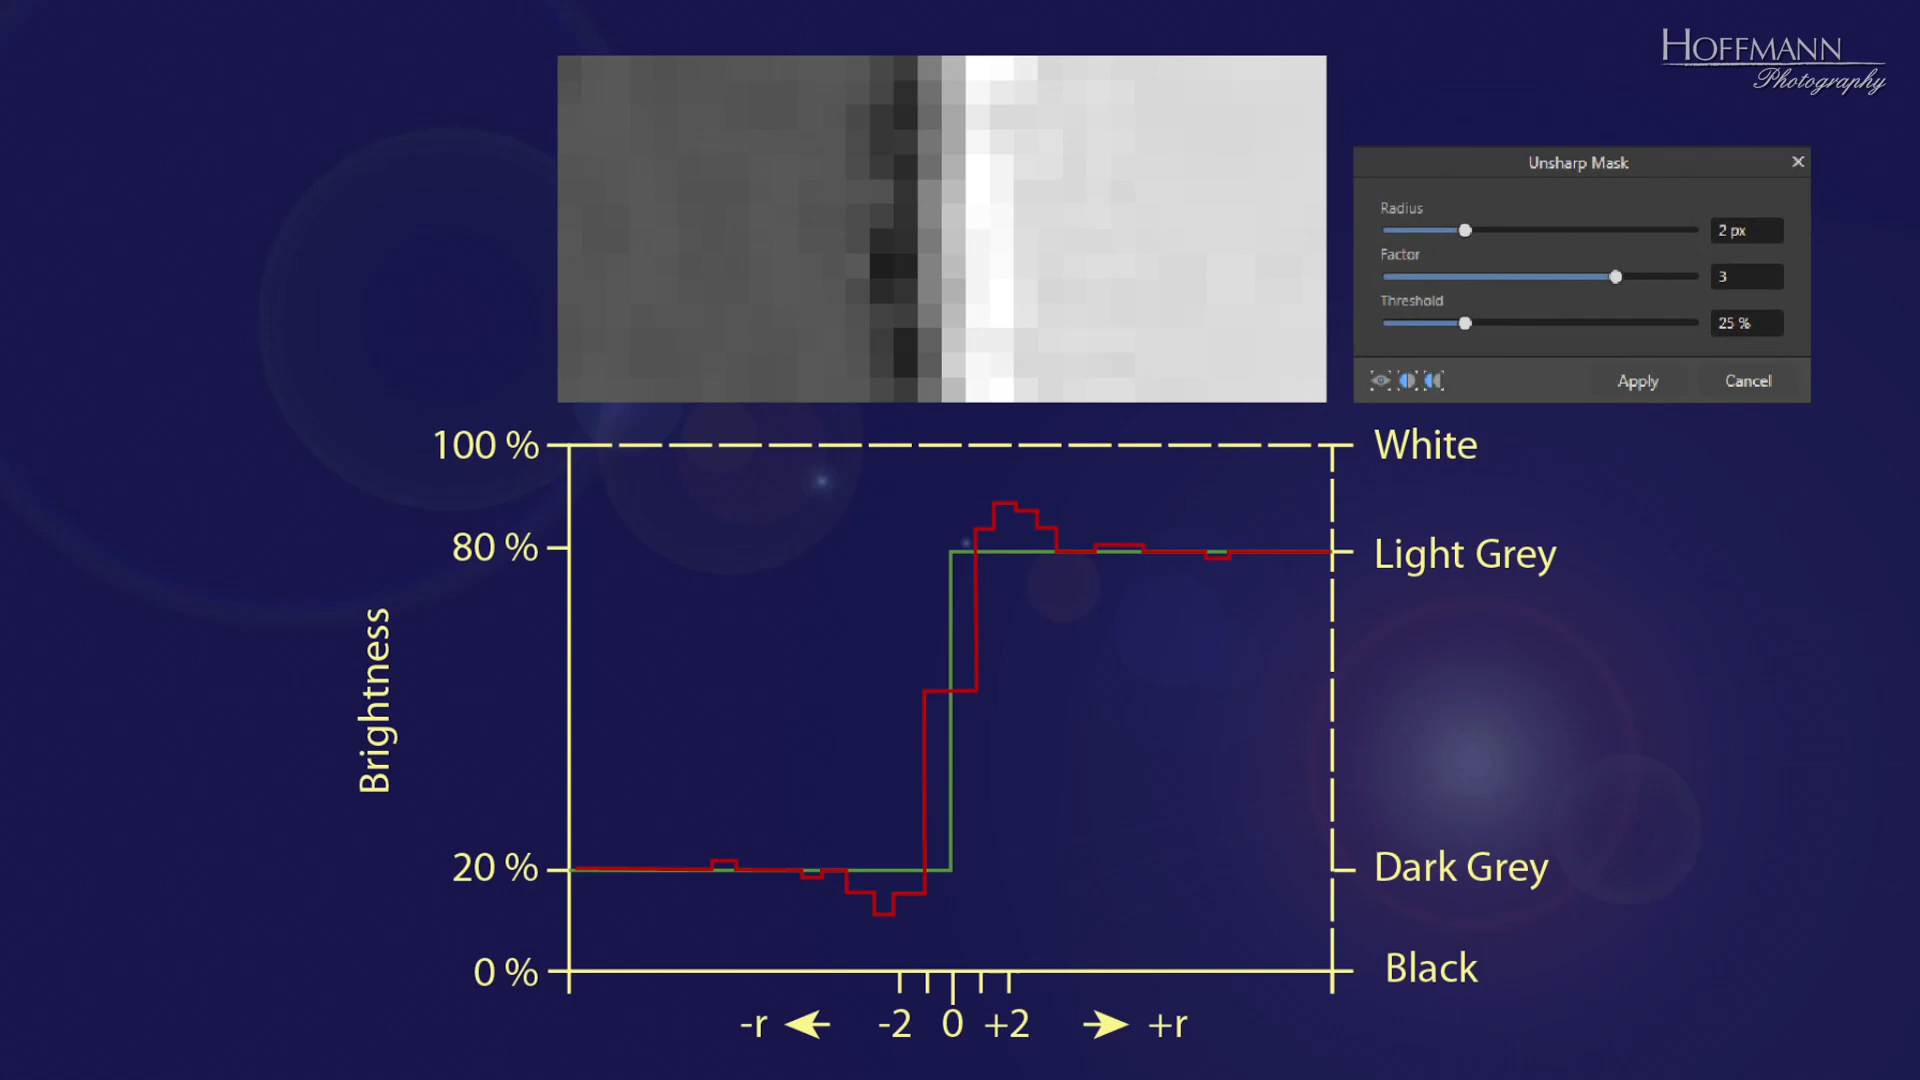 HOFFMANN
Photography
Unsharp Mask
Radius
2 px
Factor
3
Threshold
25 %
Apply
Cancel
100 %
White
80 %
Light Grey
Brightness
20 %
Dark Grey
0 %
Black
-r
-2
0
+2
+r